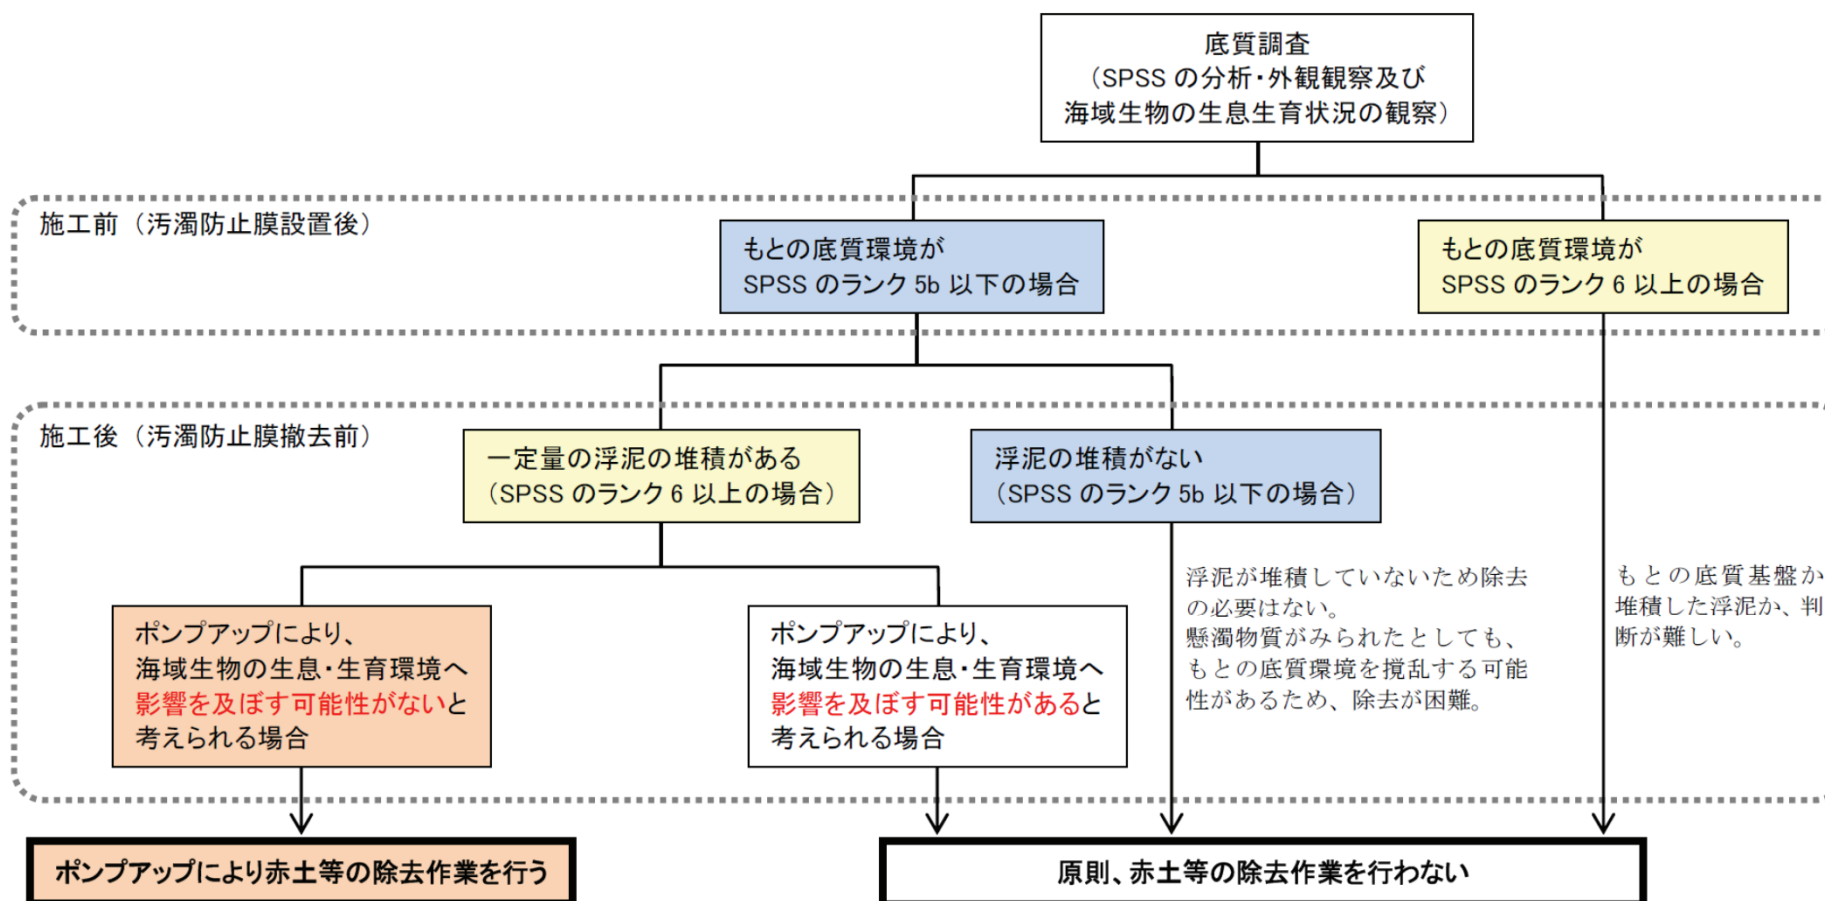 底質調査
（SPSS の分析・外観観察及び
海域生物の生息生育状況の観察）
施工前（汚濁防止膜設置後）
もとの底質環境が
SPSS のランク 5b 以下の場合
もとの底質環境が
SPSS のランク 6 以上の場合
施工後（汚濁防止膜撤去前）
一定量の浮泥の堆積がある
（SPSS のランク 6 以上の場合）
浮泥の堆積がない
（SPSS のランク 5b 以下の場合）
ポンプアップにより、
海域生物の生息・生育環境へ
影響を及ぼす可能性がないと
考えられる場合
ポンプアップにより、
海域生物の生息・生育環境へ
影響を及ぼす可能性があると
考えられる場合
浮泥が堆積していないため除去
の必要はない。
懸濁物質がみられたとしても、
もとの底質環境を撹乱する可能
性があるため、除去が困難。
もとの底質基盤か
堆積した浮泥か、判
断が難しい。
ポンプアップにより赤土等の除去作業を行う
原則、赤土等の除去作業を行わない